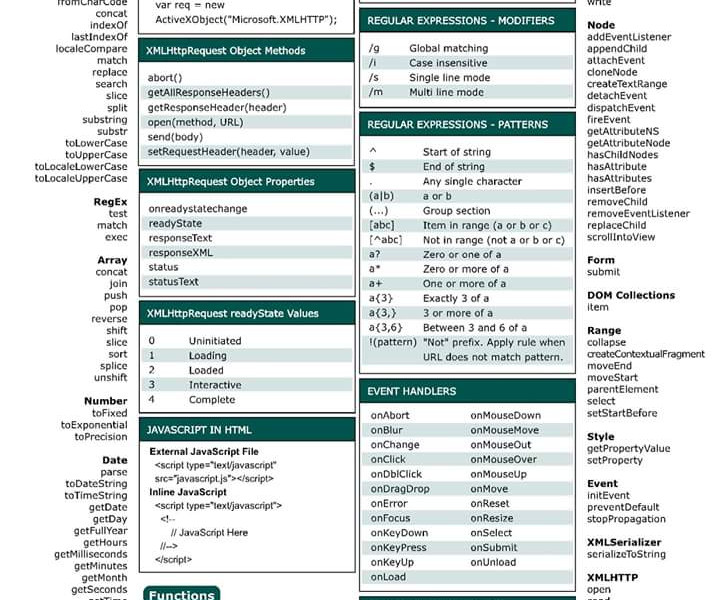 fromCharCode
concat
indexOf
lastIndexOf
localeCompare
match
replace
search
slice
split
substring
substr
toLowerCase
toUpperCase
toLocaleLowerCase
toLocaleUpperCase
RegEx
test
match
exec
Array
concat
join
push
pop
reverse
shift
slice
sort
splice
unshift
Number
toFixed
toExponential
toPrecision
Date
parse
toDateString
toTimeString
getDate
getDay
getFullYear
getHours
getMilliseconds
getMinutes
getMonth
getSeconds
getTime
var req = new
ActiveXObject("Microsoft.XMLHTTP");
XMLHttpRequest Object Methods
abort()
getAllResponseHeaders()
getResponseHeader(header)
open(method, URL)
send(body)
setRequestHeader(header, value)
XMLHttpRequest Object Properties
onreadystatechange
readyState
responseText
responseXML
status
statusText
XMLHttpRequest readyState Values
0 Uninitiated
1 Loading
2 Loaded
3 Interactive
4 Complete
JAVASCRIPT IN HTML
External JavaScript File
<script type="text/javascript"
src="javascript.js"></script>
Inline JavaScript
<script type="text/javascript">
<!--
// JavaScript Here
//-->
</script>
Functions
REGULAR EXPRESSIONS - MODIFIERS
/g Global matching
/i Case insensitive
/s Single line mode
/m Multi line mode
REGULAR EXPRESSIONS - PATTERNS
^ Start of string
$ End of string
. Any single character
(a|b) a or b
(...) Group section
[abc] Item in range (a or b or c)
[^abc] Not in range (not a or b or c)
a? Zero or one of a
a* Zero or more of a
a+ One or more of a
a{3} Exactly 3 of a
a{3,} 3 or more of a
a{3,6} Between 3 and 6 of a
!(pattern) "Not" prefix. Apply rule when
URL does not match pattern.
EVENT HANDLERS
onAbort onMouseDown
onBlur onMouseMove
onChange onMouseOut
onClick onMouseOver
onDblClick onMouseUp
onDragDrop onMove
onError onReset
onFocus onResize
onKeyDown onSelect
onKeyPress onSubmit
onKeyUp onUnload
onLoad
write
Node
addEventListener
appendChild
attachEvent
cloneNode
createTextRange
detachEvent
dispatchEvent
fireEvent
getAttributeNS
getAttributeNode
hasChildNodes
hasAttribute
hasAttributes
insertBefore
removeChild
removeEventListener
replaceChild
scrollIntoView
Form
submit
DOM Collections
item
Range
collapse
createContextualFragment
moveEnd
moveStart
parentElement
select
setStartBefore
Style
getPropertyValue
setProperty
Event
initEvent
preventDefault
stopPropagation
XMLSerializer
serializeToString
XMLHTTP
open